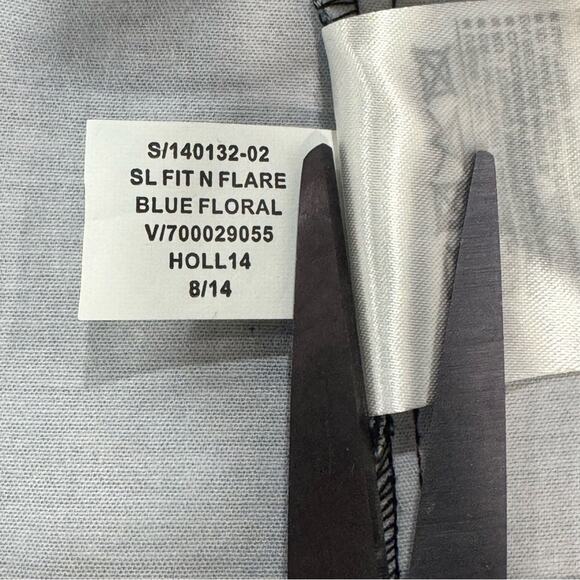 S/140132-02
SL FIT N FLARE
BLUE FLORAL
V/700029055
HOLL14
8/14